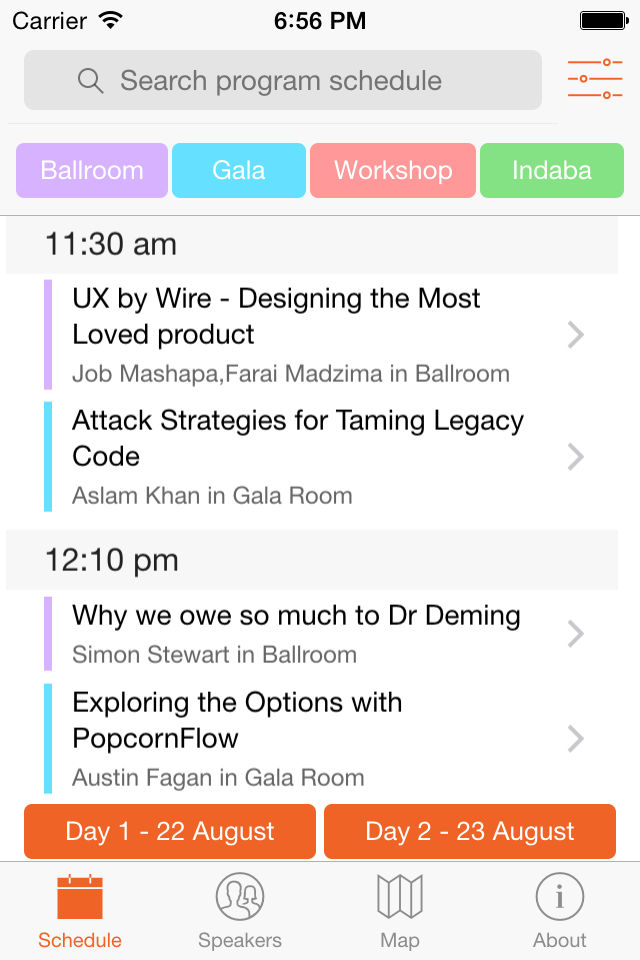 Carrier 6:56 PM
Search program schedule
Ballroom Gala Workshop Indaba
11:30 am
UX by Wire - Designing the Most
Loved product
Job Mashapa,Farai Madzima in Ballroom
Attack Strategies for Taming Legacy
Code
Aslam Khan in Gala Room
12:10 pm
Why we owe so much to Dr Deming
Simon Stewart in Ballroom
Exploring the Options with
PopcornFlow
Austin Fagan in Gala Room
Day 1 - 22 August Day 2 - 23 August
Schedule Speakers Map About